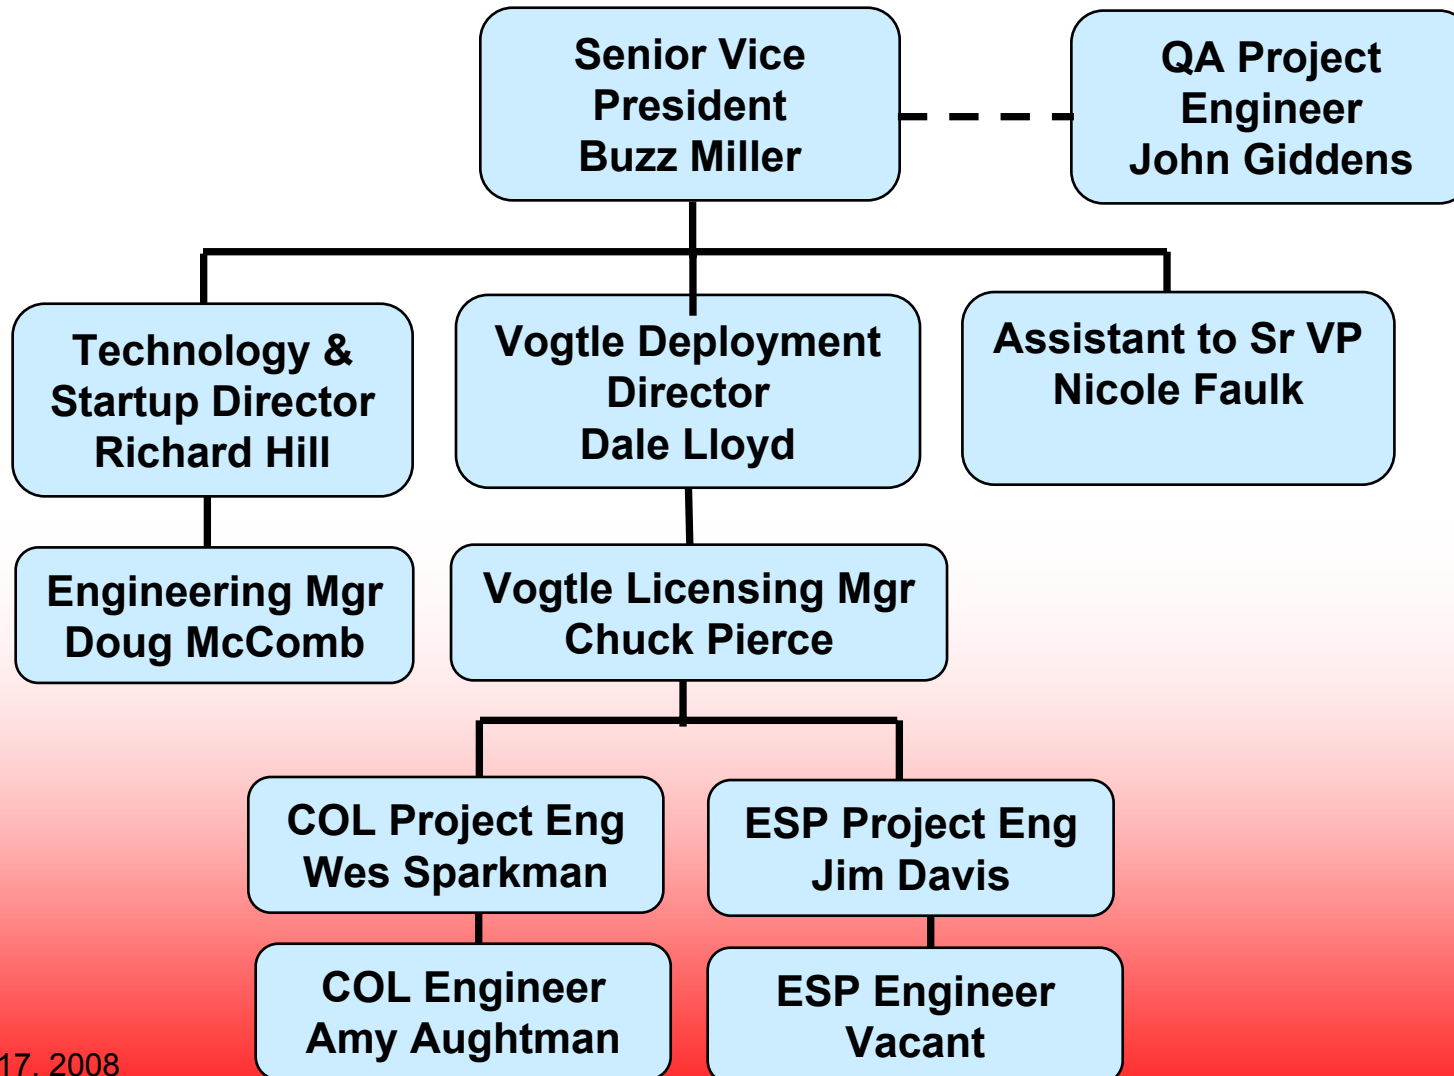 Senior Vice
President
Buzz Miller
QA Project
Engineer
John Giddens
Technology &
Startup Director
Richard Hill
Vogtle Deployment
Director
Dale Lloyd
Assistant to Sr VP
Nicole Faulk
Engineering Mgr
Doug McComb
Vogtle Licensing Mgr
Chuck Pierce
COL Project Eng
Wes Sparkman
ESP Project Eng
Jim Davis
COL Engineer
Amy Aughtman
ESP Engineer
Vacant
17, 2008